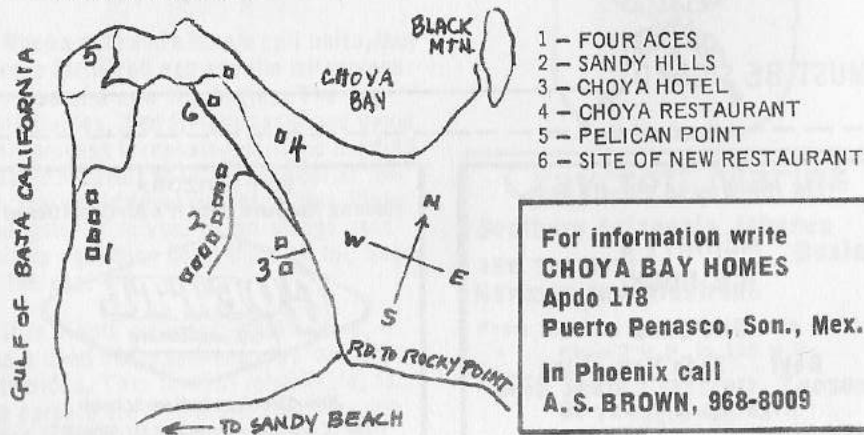 BLACK
MTN.
CHOYA
BAY
5
6
4
2
1
3
N
W
E
S
GULF OF BAJA CALIFORNIA
RD. TO ROCKY POINT
← TO SANDY BEACH
1 – FOUR ACES
2 – SANDY HILLS
3 – CHOYA HOTEL
4 – CHOYA RESTAURANT
5 – PELICAN POINT
6 – SITE OF NEW RESTAURANT
For information write
CHOYA BAY HOMES
Apdo 178
Puerto Penasco, Son., Mex.
In Phoenix call
A.S. BROWN, 968-8009